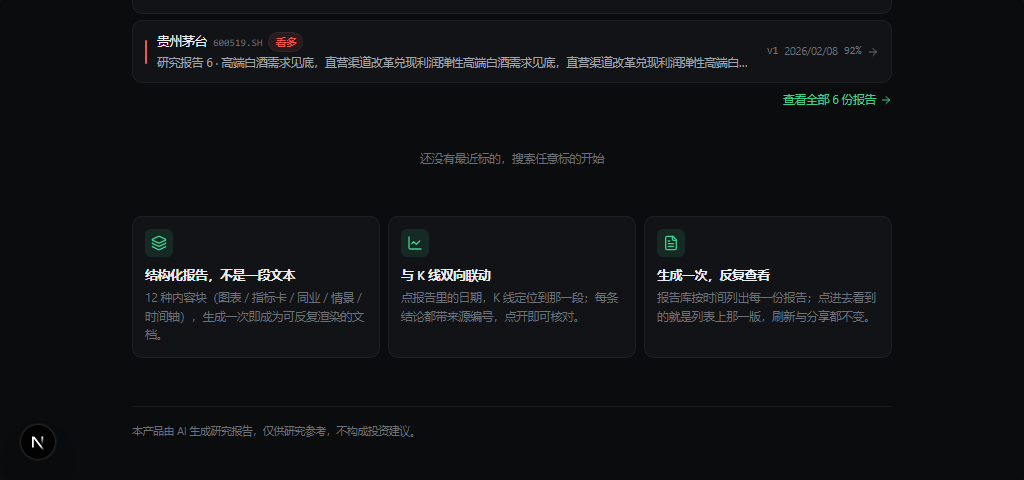 贵州茅台 600519.SH 看多
研究报告 6 · 高端白酒需求见底，直营渠道改革兑现利润弹性高端白酒需求见底，直营渠道改革兑现利润弹性高端白...
v1 2026/02/08 92% →
查看全部 6 份报告 →
还没有最近标的，搜索任意标的开始
结构化报告，不是一段文本
12 种内容块（图表 / 指标卡 / 同业 / 情景 /
时间轴），生成一次即成为可反复渲染的文
档。
与 K 线双向联动
点报告里的日期，K 线定位到那一段；每条
结论都带来源编号，点开即可核对。
生成一次，反复查看
报告库按时间列出每一份报告；点进去看到
的就是列表上那一版，刷新与分享都不变。
本产品由 AI 生成研究报告，仅供研究参考，不构成投资建议。
N